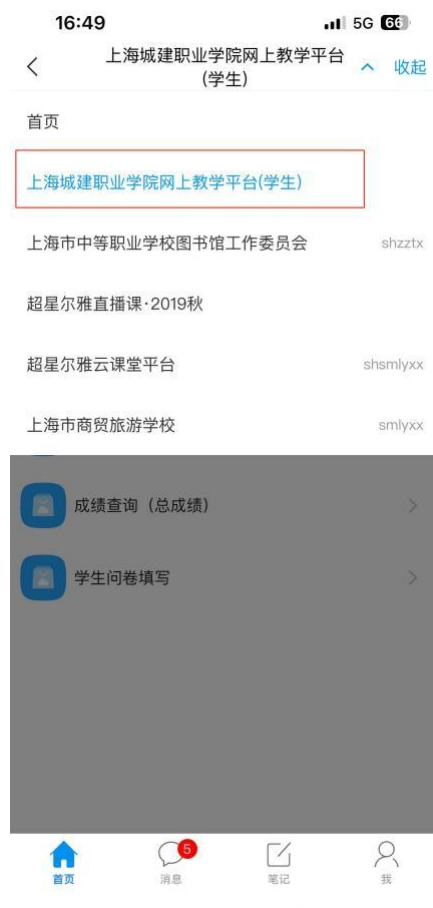 16:49 5G 66
上海城建职业学院网上教学平台
(学生)
收起
首页
上海城建职业学院网上教学平台(学生)
上海市中等职业学校图书馆工作委员会 shzztx
超星尔雅直播课·2019秋
超星尔雅云课堂平台 shsmlyxx
上海市商贸旅游学校 smlyxx
成绩查询（总成绩）
学生问卷填写
5
首页 消息 笔记 我